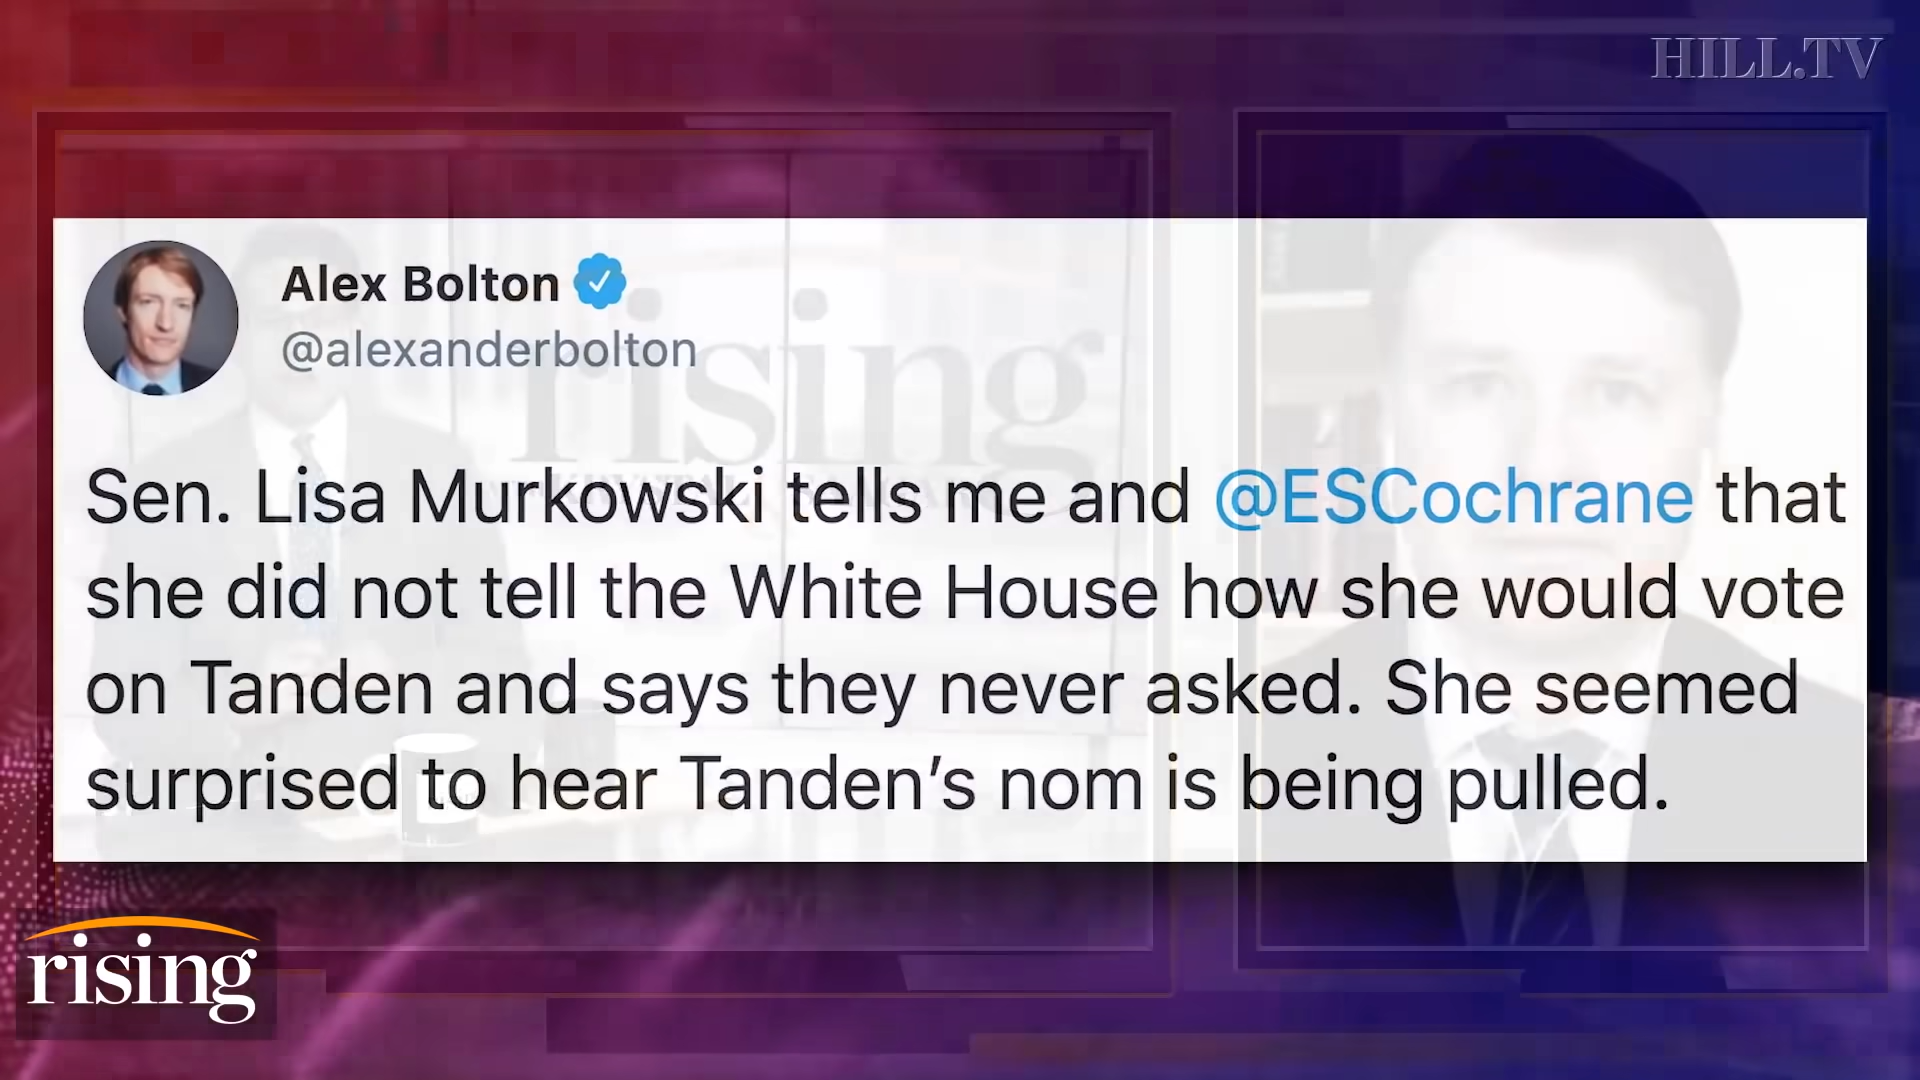 HILL.TV
Alex Bolton
@alexanderbolton
rising
Sen. Lisa Murkowski tells me and @ESCochrane that
she did not tell the White House how she would vote
on Tanden and says they never asked. She seemed
surprised to hear Tanden’s nom is being pulled.
rising